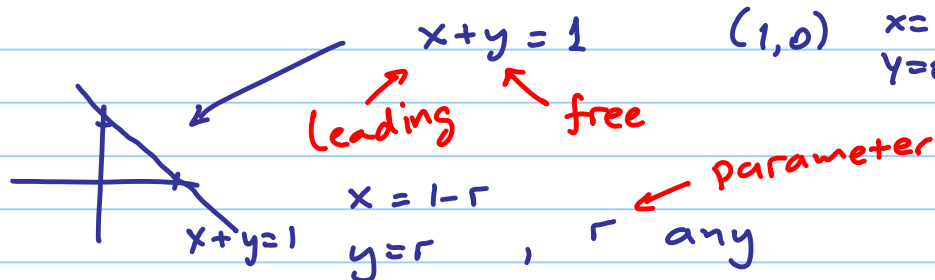 x+y = 1 (1,0) x=
y=
leading free
parameter
x = 1-r
x+y=1 y=r , r any